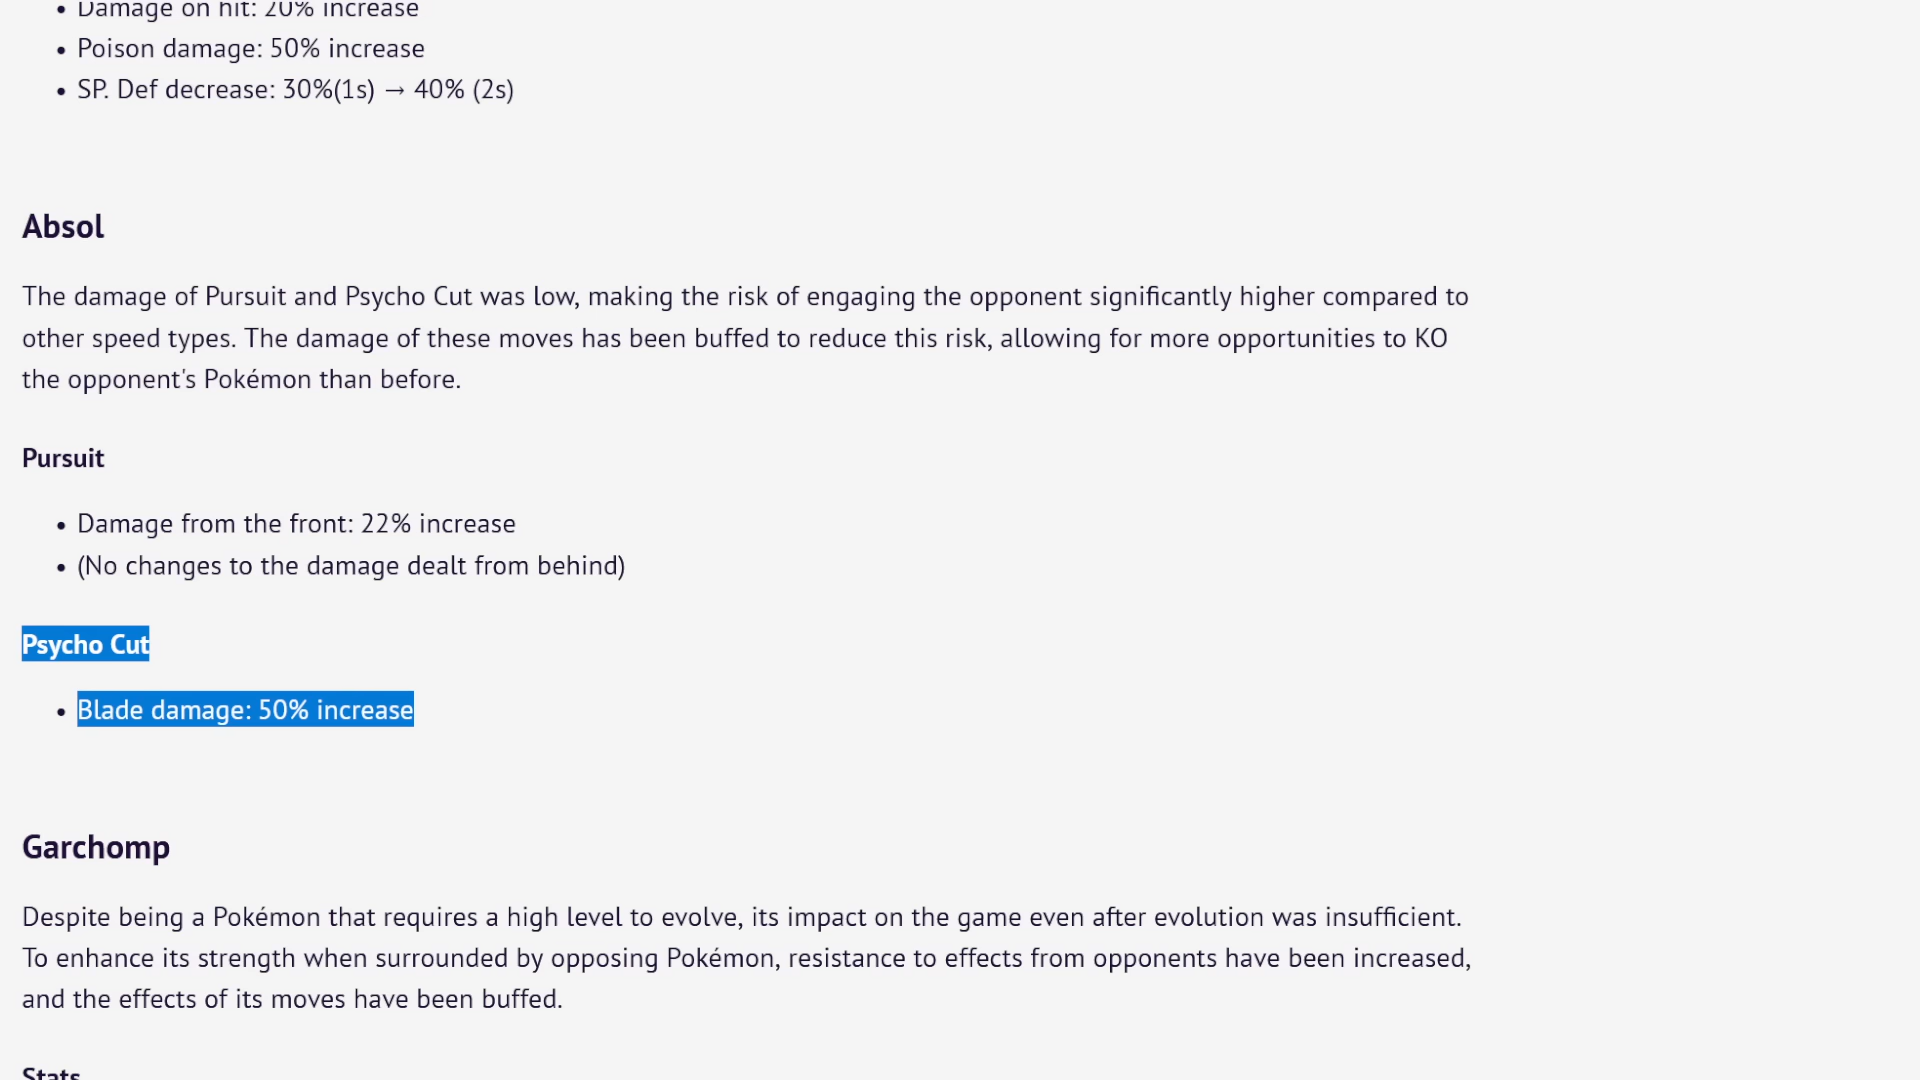 • Damage on hit: 20% increase
• Poison damage: 50% increase
• SP. Def decrease: 30%(1s) → 40% (2s)
Absol
The damage of Pursuit and Psycho Cut was low, making the risk of engaging the opponent significantly higher compared to
other speed types. The damage of these moves has been buffed to reduce this risk, allowing for more opportunities to KO
the opponent's Pokémon than before.
Pursuit
• Damage from the front: 22% increase
• (No changes to the damage dealt from behind)
Psycho Cut
• Blade damage: 50% increase
Garchomp
Despite being a Pokémon that requires a high level to evolve, its impact on the game even after evolution was insufficient.
To enhance its strength when surrounded by opposing Pokémon, resistance to effects from opponents have been increased,
and the effects of its moves have been buffed.
Stats